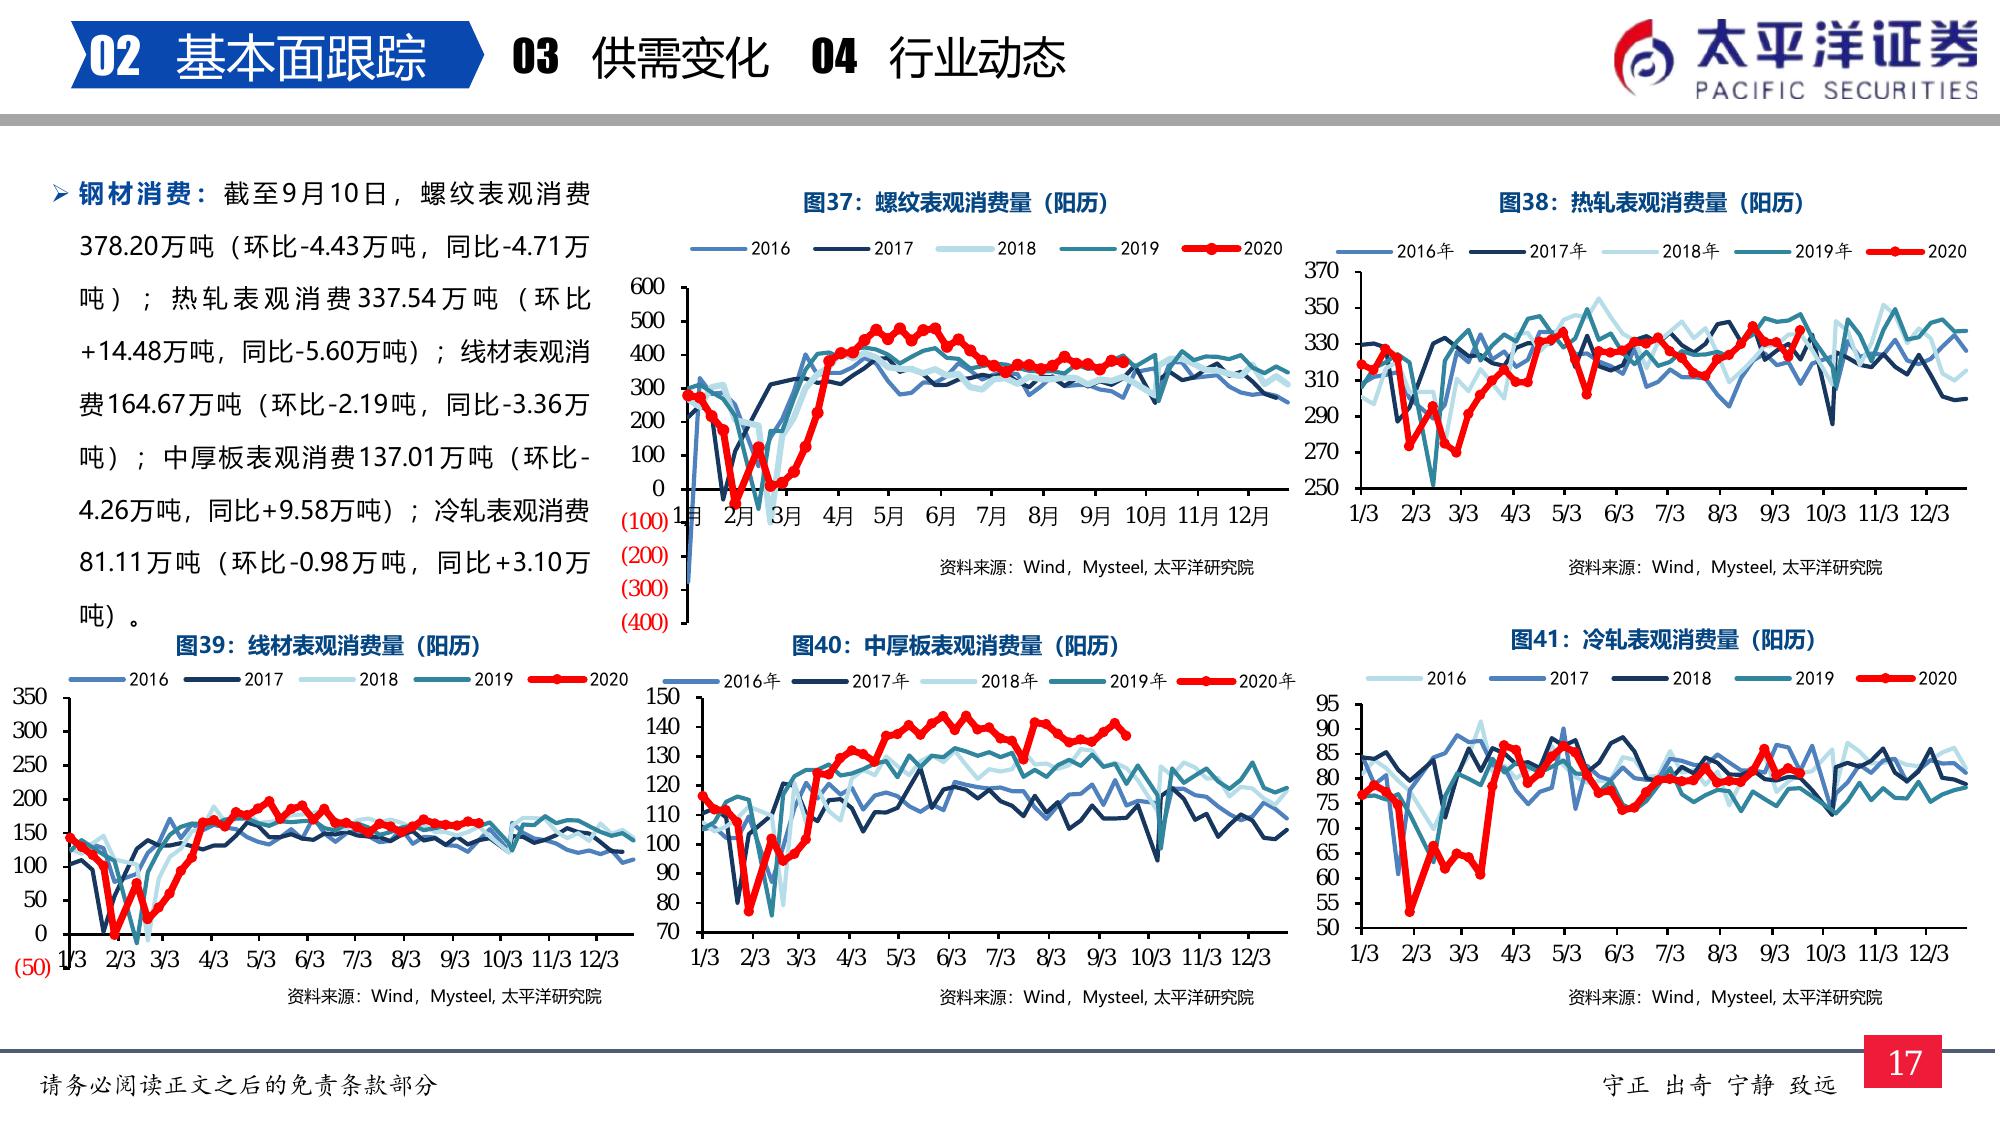 02 基本面跟踪 03 供需变化 04 行业动态
太平洋证券
PACIFIC SECURITIES
➢ 钢材消费：截至9月10日，螺纹表观消费
378.20万吨（环比-4.43万吨，同比-4.71万
吨）；热轧表观消费337.54万吨（环比
+14.48万吨，同比-5.60万吨）；线材表观消
费164.67万吨（环比-2.19吨，同比-3.36万
吨）；中厚板表观消费137.01万吨（环比-
4.26万吨，同比+9.58万吨）；冷轧表观消费
81.11万吨（环比-0.98万吨，同比+3.10万
吨）。
图37：螺纹表观消费量（阳历）
2016 2017 2018 2019 2020
600
500
400
300
200
100
0
(100)
(200)
(300)
(400)
1月 2月 3月 4月 5月 6月 7月 8月 9月 10月 11月 12月
资料来源：Wind，Mysteel, 太平洋研究院
图38：热轧表观消费量（阳历）
2016年 2017年 2018年 2019年 2020
370
350
330
310
290
270
250
1/3 2/3 3/3 4/3 5/3 6/3 7/3 8/3 9/3 10/3 11/3 12/3
资料来源：Wind，Mysteel, 太平洋研究院
图39：线材表观消费量（阳历）
2016 2017 2018 2019 2020
350
300
250
200
150
100
50
0
(50)
1/3 2/3 3/3 4/3 5/3 6/3 7/3 8/3 9/3 10/3 11/3 12/3
资料来源：Wind，Mysteel, 太平洋研究院
图40：中厚板表观消费量（阳历）
2016年 2017年 2018年 2019年 2020年
150
140
130
120
110
100
90
80
70
1/3 2/3 3/3 4/3 5/3 6/3 7/3 8/3 9/3 10/3 11/3 12/3
资料来源：Wind，Mysteel, 太平洋研究院
图41：冷轧表观消费量（阳历）
2016 2017 2018 2019 2020
95
90
85
80
75
70
65
60
55
50
1/3 2/3 3/3 4/3 5/3 6/3 7/3 8/3 9/3 10/3 11/3 12/3
资料来源：Wind，Mysteel, 太平洋研究院
请务必阅读正文之后的免责条款部分
守正 出奇 宁静 致远
17